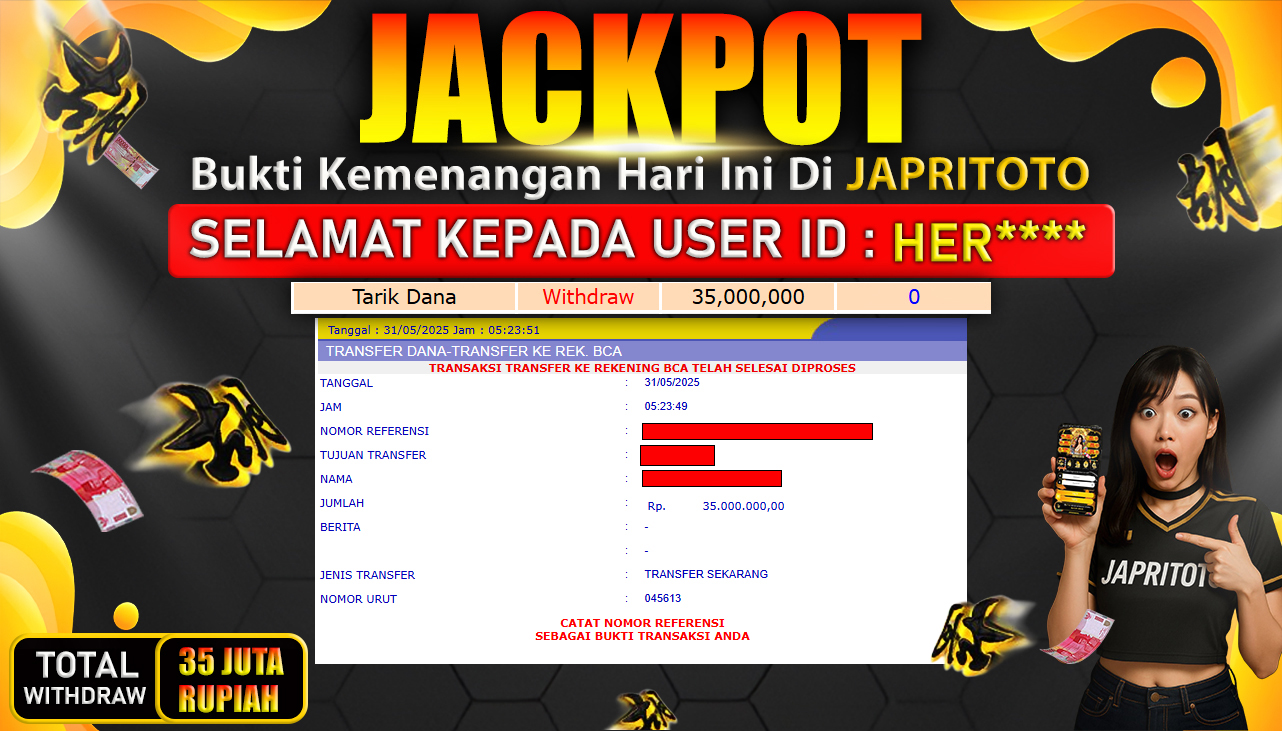 JACKPOT
Bukti Kemenangan Hari Ini Di JAPRITOTO
SELAMAT KEPADA USER ID : HER****
Tarik Dana Withdraw 35,000,000 0
Tanggal : 31/05/2025 Jam : 05:23:51
TRANSFER DANA-TRANSFER KE REK. BCA
TRANSAKSI TRANSFER KE REKENING BCA TELAH SELESAI DIPROSES
TANGGAL : 31/05/2025
JAM : 05:23:49
NOMOR REFERENSI :
TUJUAN TRANSFER :
NAMA :
JUMLAH : Rp. 35.000.000,00
BERITA : -
: -
JENIS TRANSFER : TRANSFER SEKARANG
NOMOR URUT : 045613
CATAT NOMOR REFERENSI
SEBAGAI BUKTI TRANSAKSI ANDA
JAPRITOT
TOTAL
WITHDRAW
35 JUTA
RUPIAH